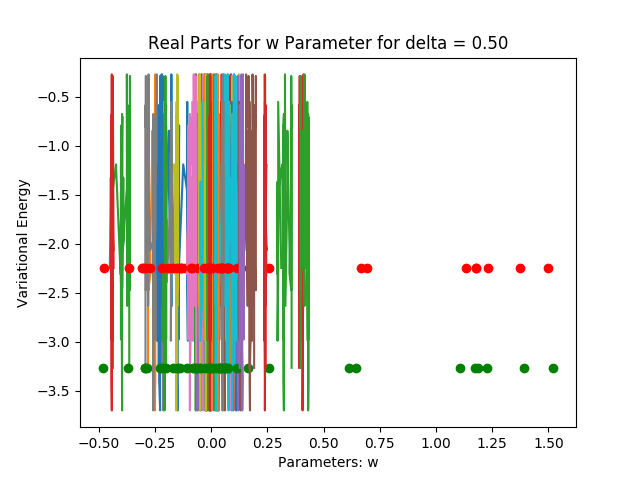 Real Parts for w Parameter for delta = 0.50
Variational Energy
−0.5
−1.0
−1.5
−2.0
−2.5
−3.0
−3.5
−0.50 −0.25 0.00 0.25 0.50 0.75 1.00 1.25 1.50
Parameters: w